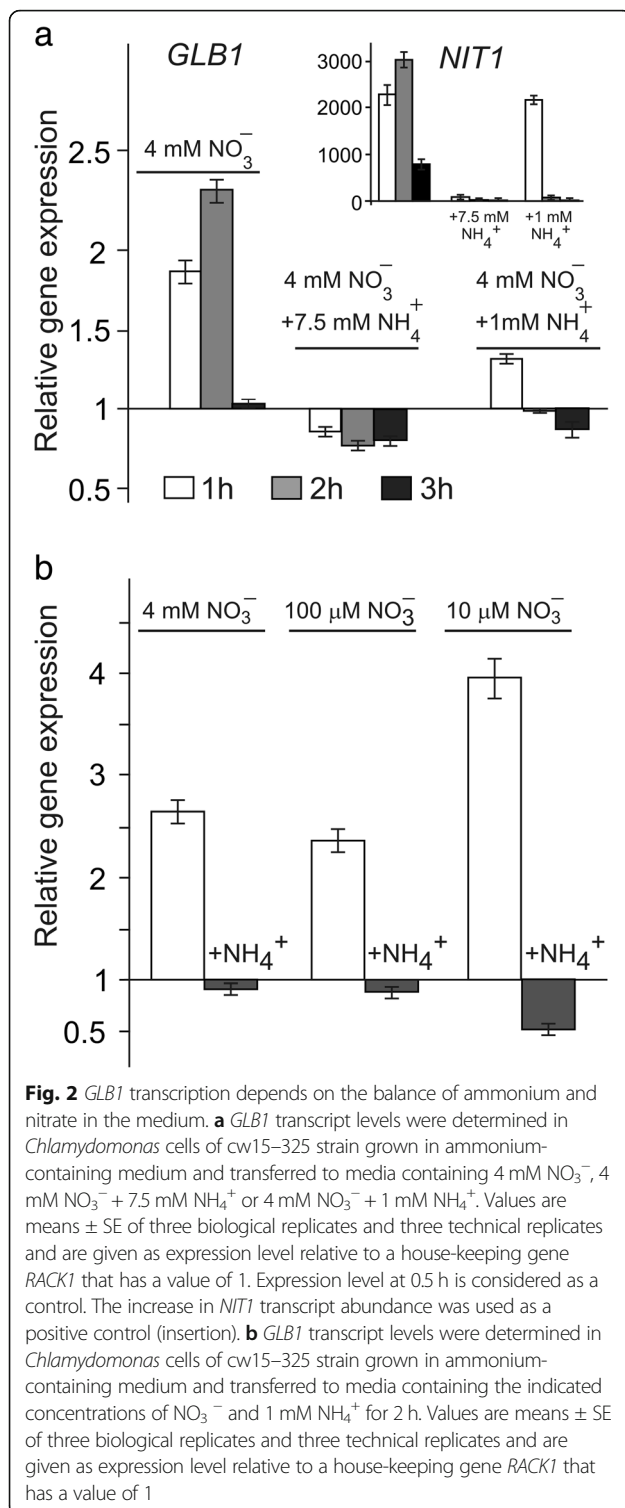 a
GLB1
NIT1
3000
2000
1000
0
+7.5 mM +1 mM
NH₄⁺ NH₄⁺
4 mM NO₃⁻
2.5
2
1.5
1
0.5
Relative gene expression
4 mM NO₃⁻
+7.5 mM NH₄⁺
4 mM NO₃⁻
+1mM NH₄⁺
1h 2h 3h
b
4 mM NO₃⁻ 100 µM NO₃⁻ 10 µM NO₃⁻
4
3
2
1
0.5
Relative gene expression
+NH₄⁺ +NH₄⁺ +NH₄⁺
Fig. 2 GLB1 transcription depends on the balance of ammonium and
nitrate in the medium. a GLB1 transcript levels were determined in
Chlamydomonas cells of cw15–325 strain grown in ammonium-
containing medium and transferred to media containing 4 mM NO₃⁻, 4
mM NO₃⁻ + 7.5 mM NH₄⁺ or 4 mM NO₃⁻ + 1 mM NH₄⁺. Values are
means ± SE of three biological replicates and three technical replicates
and are given as expression level relative to a house-keeping gene
RACK1 that has a value of 1. Expression level at 0.5 h is considered as a
control. The increase in NIT1 transcript abundance was used as a
positive control (insertion). b GLB1 transcript levels were determined in
Chlamydomonas cells of cw15–325 strain grown in ammonium-
containing medium and transferred to media containing the indicated
concentrations of NO₃ ⁻ and 1 mM NH₄⁺ for 2 h. Values are means ± SE
of three biological replicates and three technical replicates and are
given as expression level relative to a house-keeping gene RACK1 that
has a value of 1